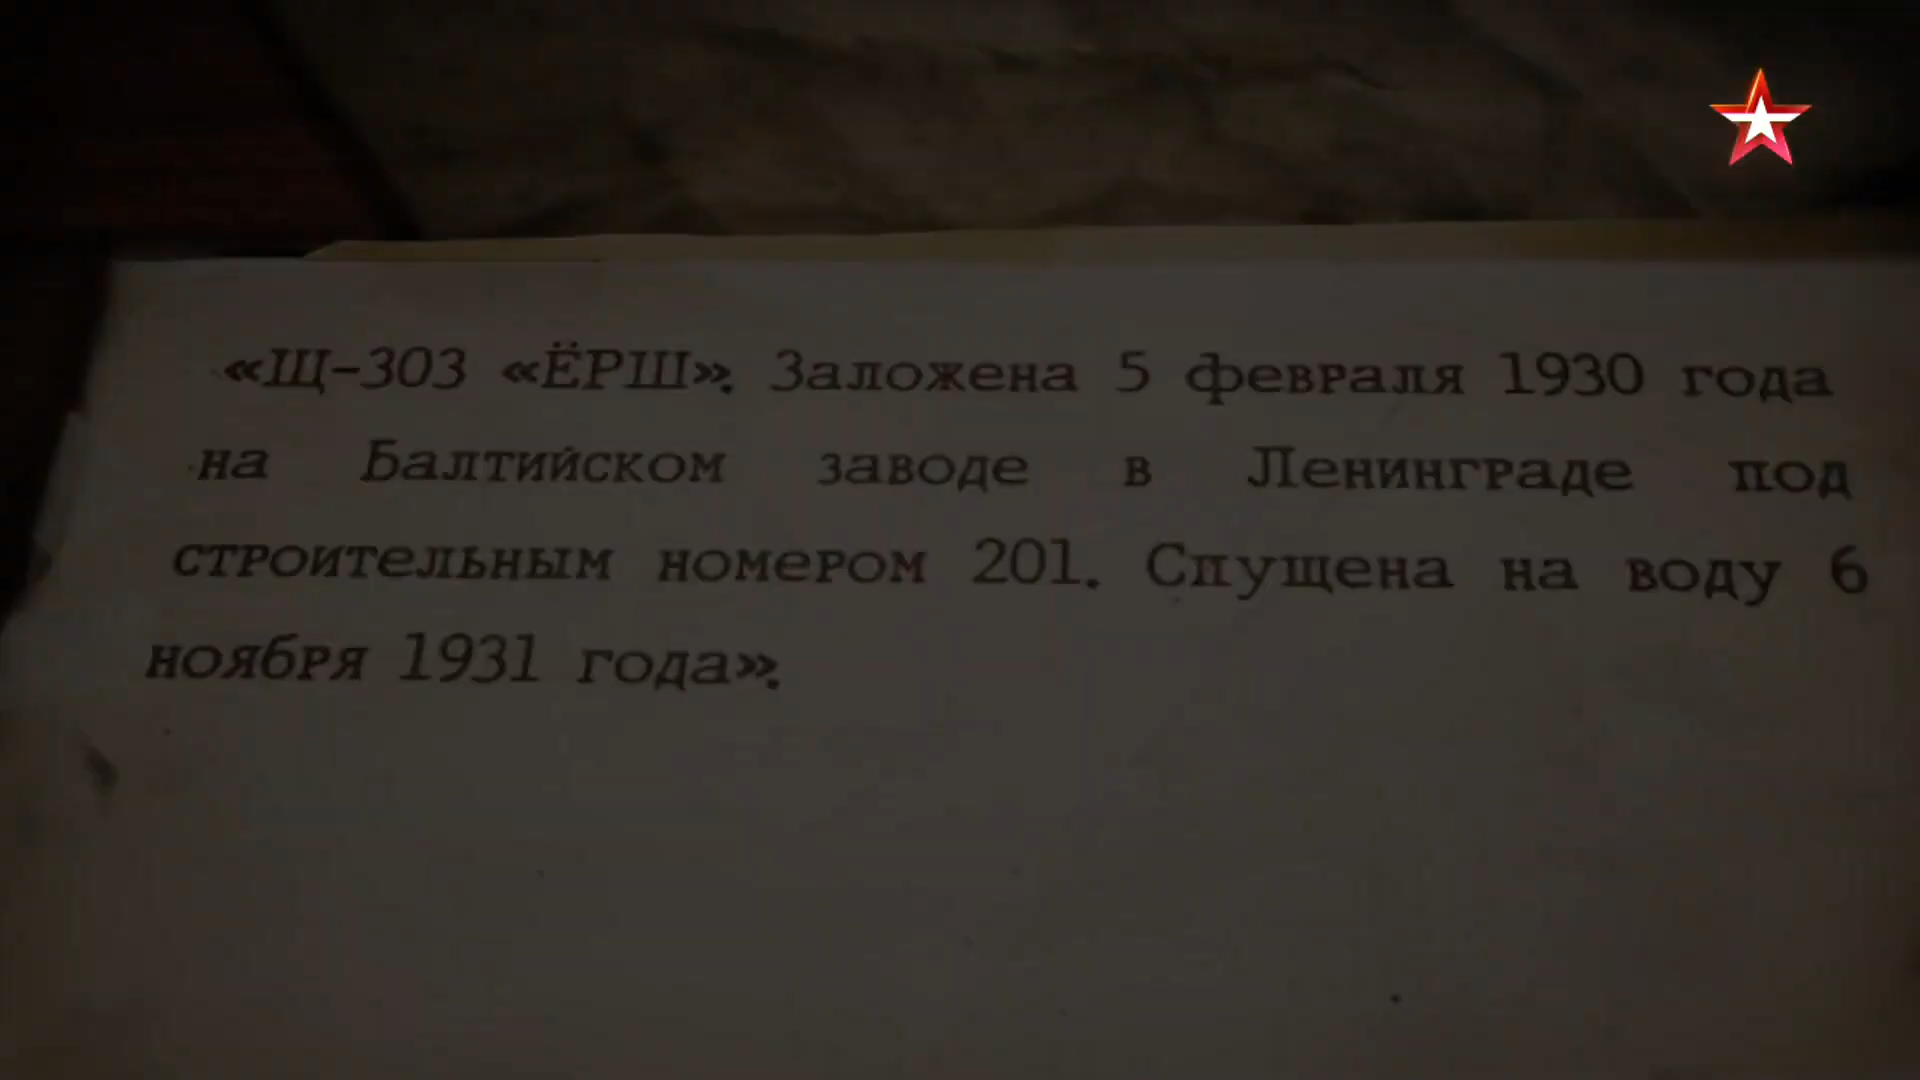 «Щ-303 «ЁРШ». Заложена 5 февраля 1930 года
на Балтийском заводе в Ленинграде под
строительным номером 201. Спущена на воду 6
ноября 1931 года».